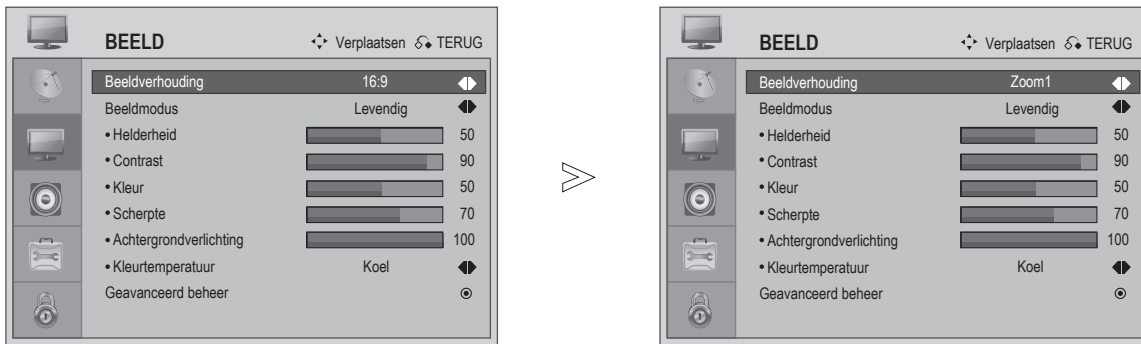 BEELD Verplaatsen TERUG
Beeldverhouding 16:9
Beeldmodus Levendig
• Helderheid 50
• Contrast 90
• Kleur 50
• Scherpte 70
• Achtergrondverlichting 100
• Kleurtemperatuur Koel
Geavanceerd beheer
BEELD Verplaatsen TERUG
Beeldverhouding Zoom1
Beeldmodus Levendig
• Helderheid 50
• Contrast 90
• Kleur 50
• Scherpte 70
• Achtergrondverlichting 100
• Kleurtemperatuur Koel
Geavanceerd beheer